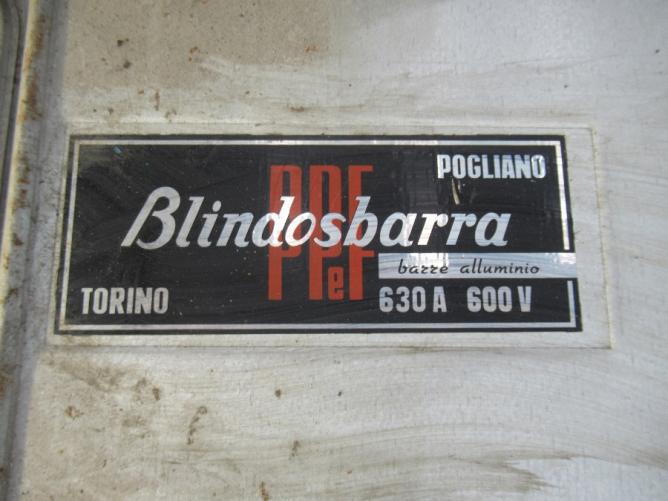 POGLIANO
Blindosbarra
PPeF
barre alluminio
TORINO
630 A 600 V